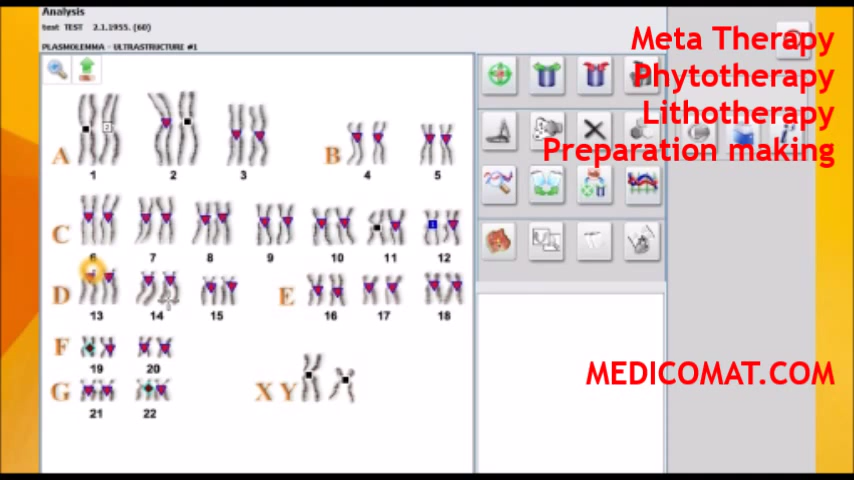 Analysis
test TEST 2.1.1955. (60)
PLASMOLEMMA - ULTRASTRUCTURE #1
Meta Therapy
Phytotherapy
Lithotherapy
Preparation making
A
1
2
3
B
4
5
C
6
7
8
9
10
11
12
D
13
14
15
E
16
17
18
F
19
20
G
21
22
X Y
MEDICOMAT.COM